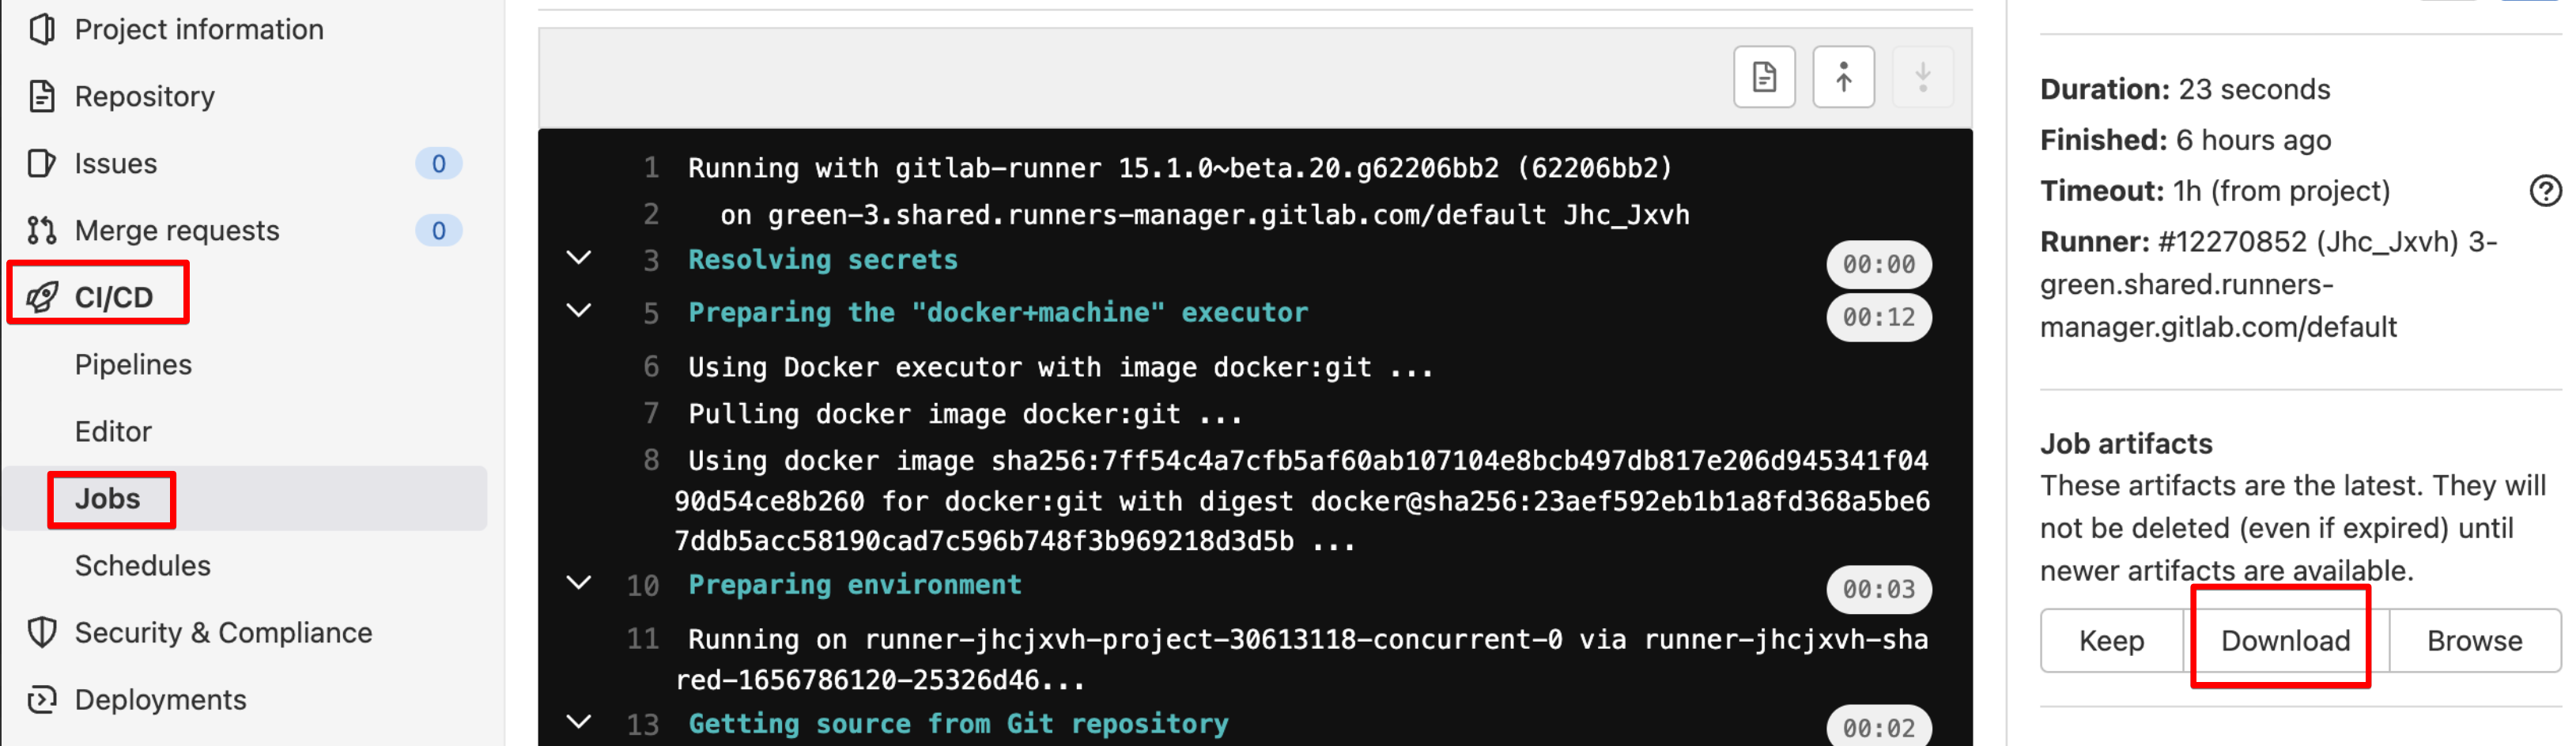 Project information
Repository
Issues 0
Merge requests 0
CI/CD
Pipelines
Editor
Jobs
Schedules
Security & Compliance
Deployments
1 Running with gitlab-runner 15.1.0~beta.20.g62206bb2 (62206bb2)
2 on green-3.shared.runners-manager.gitlab.com/default Jhc_Jxvh
3 Resolving secrets 00:00
5 Preparing the "docker+machine" executor 00:12
6 Using Docker executor with image docker:git ...
7 Pulling docker image docker:git ...
8 Using docker image sha256:7ff54c4a7cfb5af60ab107104e8bcb497db817e206d945341f04
90d54ce8b260 for docker:git with digest docker@sha256:23aef592eb1b1a8fd368a5be6
7ddb5acc58190cad7c596b748f3b969218d3d5b ...
10 Preparing environment 00:03
11 Running on runner-jhcjxvh-project-30613118-concurrent-0 via runner-jhcjxvh-sha
red-1656786120-25326d46...
13 Getting source from Git repository 00:02
Duration: 23 seconds
Finished: 6 hours ago
Timeout: 1h (from project)
Runner: #12270852 (Jhc_Jxvh) 3-
green.shared.runners-
manager.gitlab.com/default
Job artifacts
These artifacts are the latest. They will
not be deleted (even if expired) until
newer artifacts are available.
Keep Download Browse